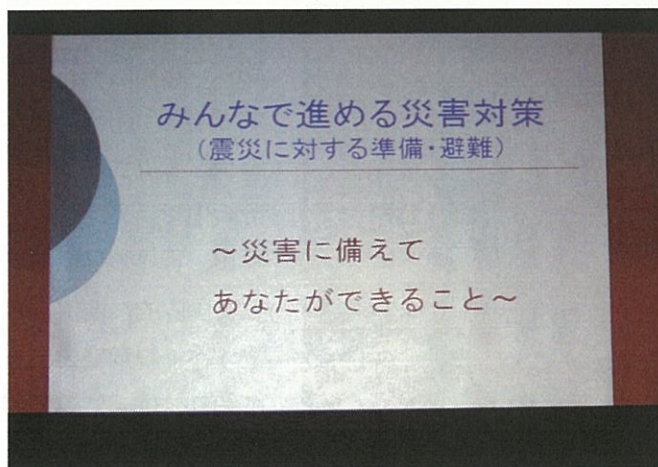 みんなで進める災害対策
（震災に対する準備・避難）
～災害に備えて
あなたができること～